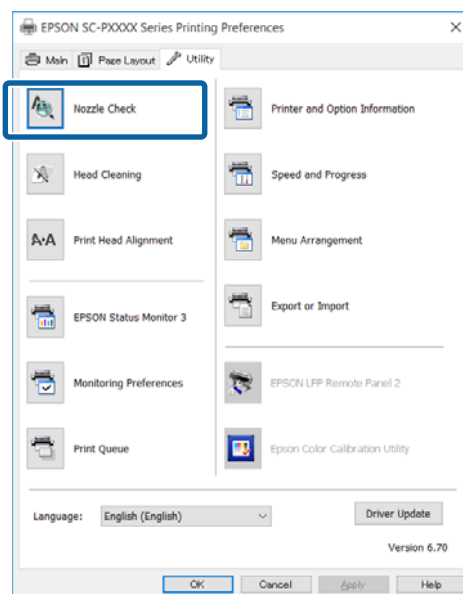 EPSON SC-PXXXX Series Printing Preferences
Main
Page Layout
Utility
Nozzle Check
Printer and Option Information
Head Cleaning
Speed and Progress
A·A
Print Head Alignment
Menu Arrangement
Export or Import
EPSON Status Monitor 3
Monitoring Preferences
EPSON LFP Remote Panel 2
Print Queue
Epson Color Calibration Utility
Language: English (English)
Driver Update
Version 6.70
OK Cancel Apply Help